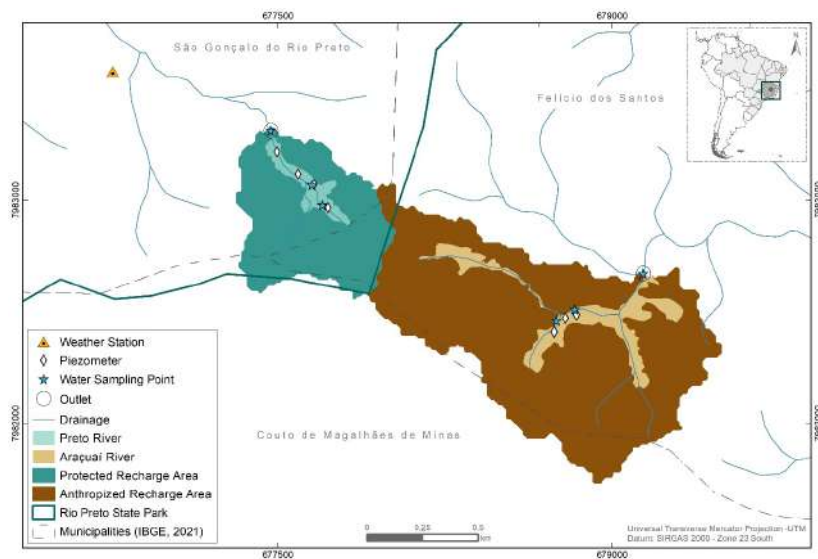 677500
679000
São Gonçalo do Rio Preto
N
Felício dos Santos
7983000
7983000
Weather Station
Piezometer
Water Sampling Point
Outlet
Drainage
Preto River
Araçuaí River
Protected Recharge Area
Anthropized Recharge Area
Rio Preto State Park
Municipalities (IBGE, 2021)
7982000
7982000
Couto de Magalhães de Minas
0 0,25 0,5
km
Universal Transverse Mercator Projection -UTM
Datum: SIRGAS 2000 - Zone 23 South
677500
679000